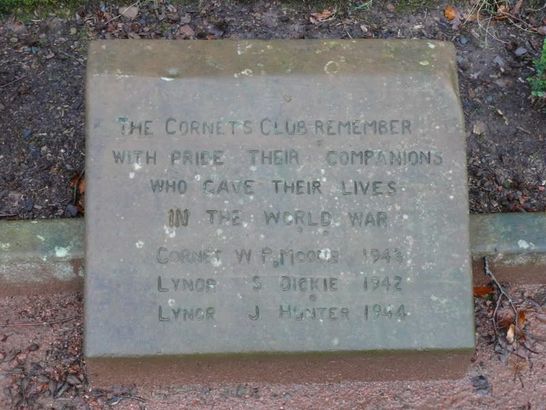 THE CORNETS CLUB REMEMBER
WITH PRIDE THEIR COMPANIONS
WHO GAVE THEIR LIVES
IN THE WORLD WAR
CORNET W P 1943
LYNOR S DICKIE 1942
LYNOR J HUNTER 1944